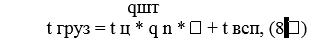 qшт
t груз = t ц * q n * □ + t всп, (8□)